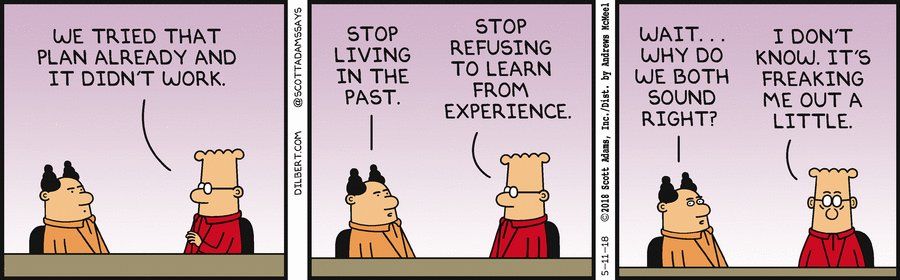 WE TRIED THAT
PLAN ALREADY AND
IT DIDN'T WORK.
DILBERT.COM @SCOTTADAMSSAYS
STOP
LIVING
IN THE
PAST.
STOP
REFUSING
TO LEARN
FROM
EXPERIENCE.
5-11-18 ©2018 Scott Adams, Inc./Dist. by Andrews McMeel
WAIT...
WHY DO
WE BOTH
SOUND
RIGHT?
I DON'T
KNOW. IT'S
FREAKING
ME OUT A
LITTLE.